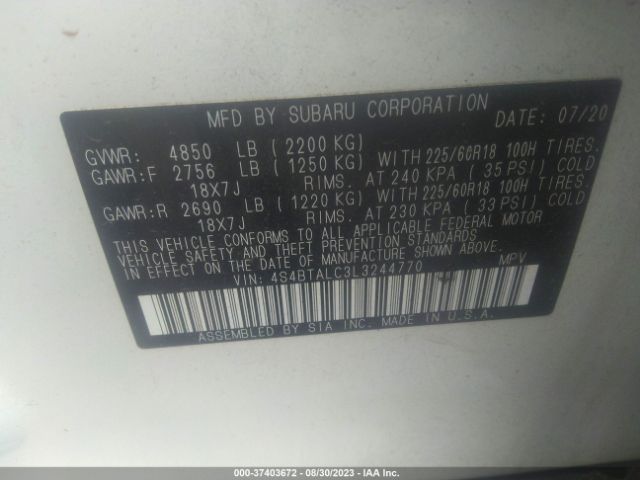 MFD BY SUBARU CORPORATION DATE: 07/20
GVWR: 4850 LB (2200 KG)
GAWR:F 2756 LB (1250 KG) WITH 225/60R18 100H TIRES.
18X7J RIMS. AT 240 KPA (35 PSI) COLD
GAWR:R 2690 LB (1220 KG) WITH 225/60R18 100H TIRES.
18X7J RIMS. AT 230 KPA (33 PSI) COLD
THIS VEHICLE CONFORMS TO ALL APPLICABLE FEDERAL MOTOR
VEHICLE SAFETY AND THEFT PREVENTION STANDARDS
IN EFFECT ON THE DATE OF MANUFACTURE SHOWN ABOVE.
VIN: 4S4BTALC3L3244770 MPV
ASSEMBLED BY SIA INC. MADE IN U.S.A.
000-37403672 - 08/30/2023 - IAA Inc.